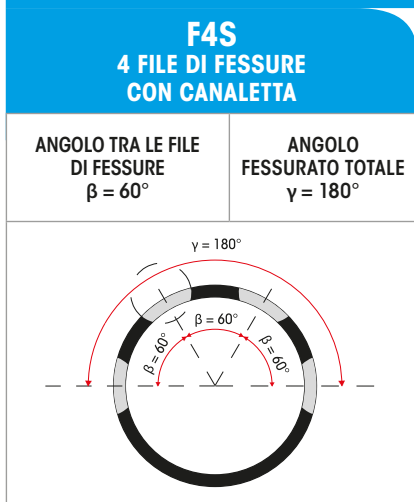 F4S
4 FILE DI FESSURE
CON CANALETTA
ANGOLO TRA LE FILE
DI FESSURE
β = 60°
ANGOLO
FESSURATO TOTALE
γ = 180°
γ = 180°
β = 60°
β = 60°
β = 60°